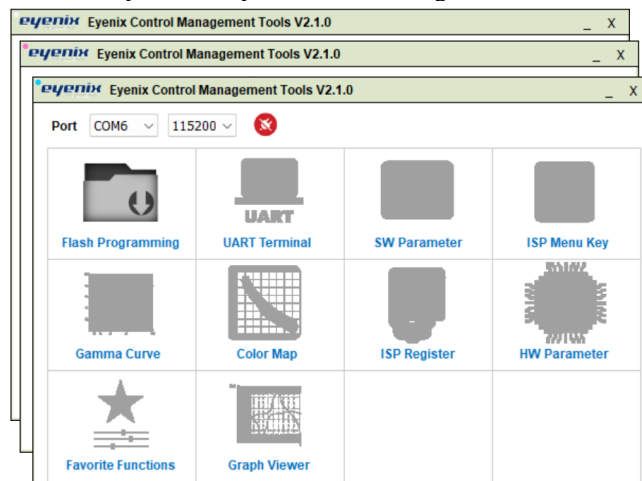 eyenix Eyenix Control Management Tools V2.1.0 _ X
eyenix Eyenix Control Management Tools V2.1.0 _ X
eyenix Eyenix Control Management Tools V2.1.0 _ X
Port COM6 115200
UART
Flash Programming UART Terminal SW Parameter ISP Menu Key
Gamma Curve Color Map ISP Register HW Parameter
Favorite Functions Graph Viewer